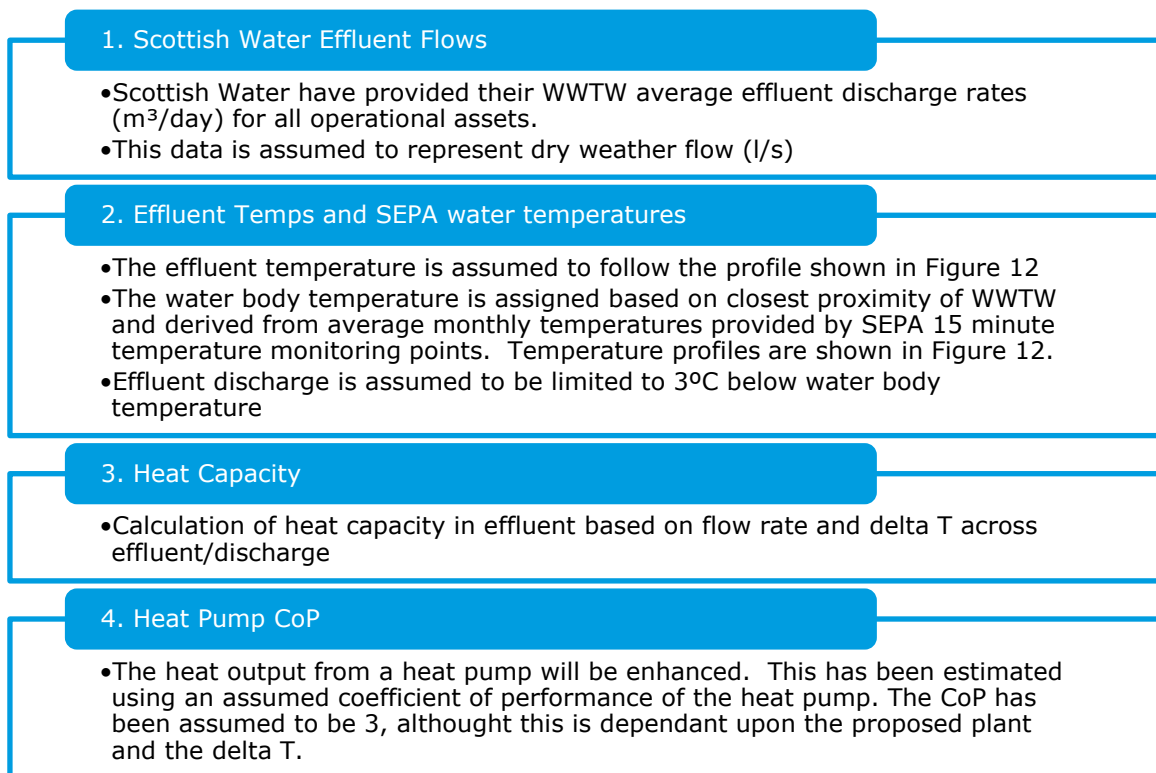 1. Scottish Water Effluent Flows
•Scottish Water have provided their WWTW average effluent discharge rates
(m³/day) for all operational assets.
•This data is assumed to represent dry weather flow (l/s)
2. Effluent Temps and SEPA water temperatures
•The effluent temperature is assumed to follow the profile shown in Figure 12
•The water body temperature is assigned based on closest proximity of WWTW
and derived from average monthly temperatures provided by SEPA 15 minute
temperature monitoring points.  Temperature profiles are shown in Figure 12.
•Effluent discharge is assumed to be limited to 3ºC below water body
temperature
3. Heat Capacity
•Calculation of heat capacity in effluent based on flow rate and delta T across
effluent/discharge
4. Heat Pump CoP
•The heat output from a heat pump will be enhanced.  This has been estimated
using an assumed coefficient of performance of the heat pump. The CoP has
been assumed to be 3, althought this is dependant upon the proposed plant
and the delta T.